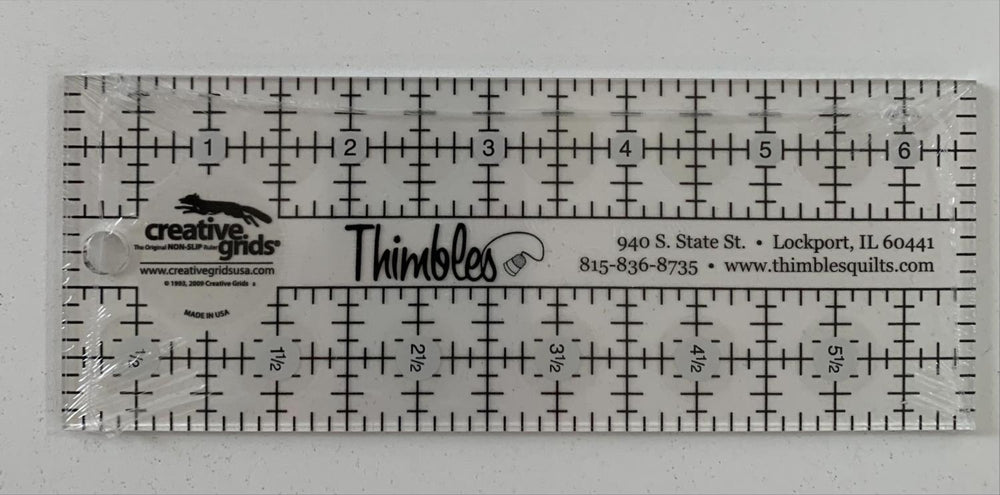 1 2 3 4 5 6
creative
grids®
The Original NON-SLIP Ruler
www.creativegridsusa.com
© 1993, 2009 Creative Grids
MADE IN USA
Thimbles
940 S. State St. • Lockport, IL 60441
815-836-8735 • www.thimblesquilts.com
½ 1½ 2½ 3½ 4½ 5½